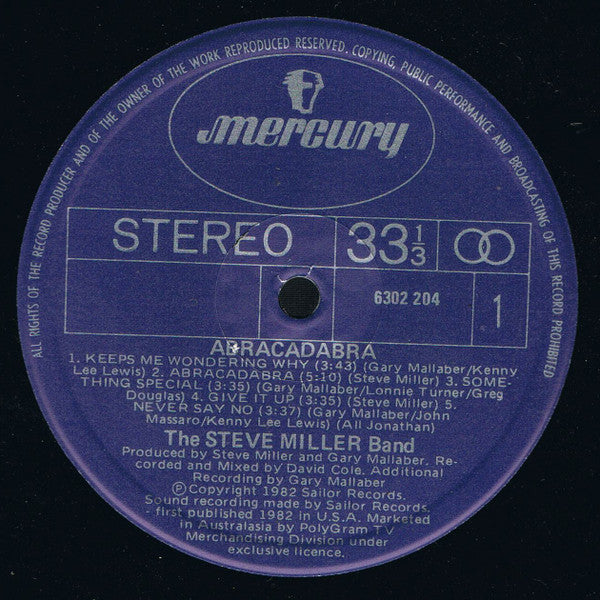 ALL RIGHTS OF THE RECORD PRODUCER AND OF THE OWNER OF THE WORK REPRODUCED RESERVED. COPYING, PUBLIC PERFORMANCE AND BROADCASTING OF THIS RECORD PROHIBITED
mercury
STEREO 33⅓
6302 204 1
ABRACADABRA
1. KEEPS ME WONDERING WHY (3:43) (Gary Mallaber/Kenny
Lee Lewis) 2. ABRACADABRA (5:10) (Steve Miller) 3. SOME-
THING SPECIAL (3:35) (Gary Mallaber/Lonnie Turner/Greg
Douglas) 4. GIVE IT UP (3:35) (Steve Miller) 5.
NEVER SAY NO (3:37) (Gary Mallaber/John
Massaro/Kenny Lee Lewis) (All Jonathan)
The STEVE MILLER Band
Produced by Steve Miller and Gary Mallaber. Re-
corded and Mixed by David Cole. Additional
Recording by Gary Mallaber
Ⓟ Copyright 1982 Sailor Records.
Sound recording made by Sailor Records,
- first published 1982 in U.S.A. Marketed
in Australasia by PolyGram TV
Merchandising Division under
exclusive licence.